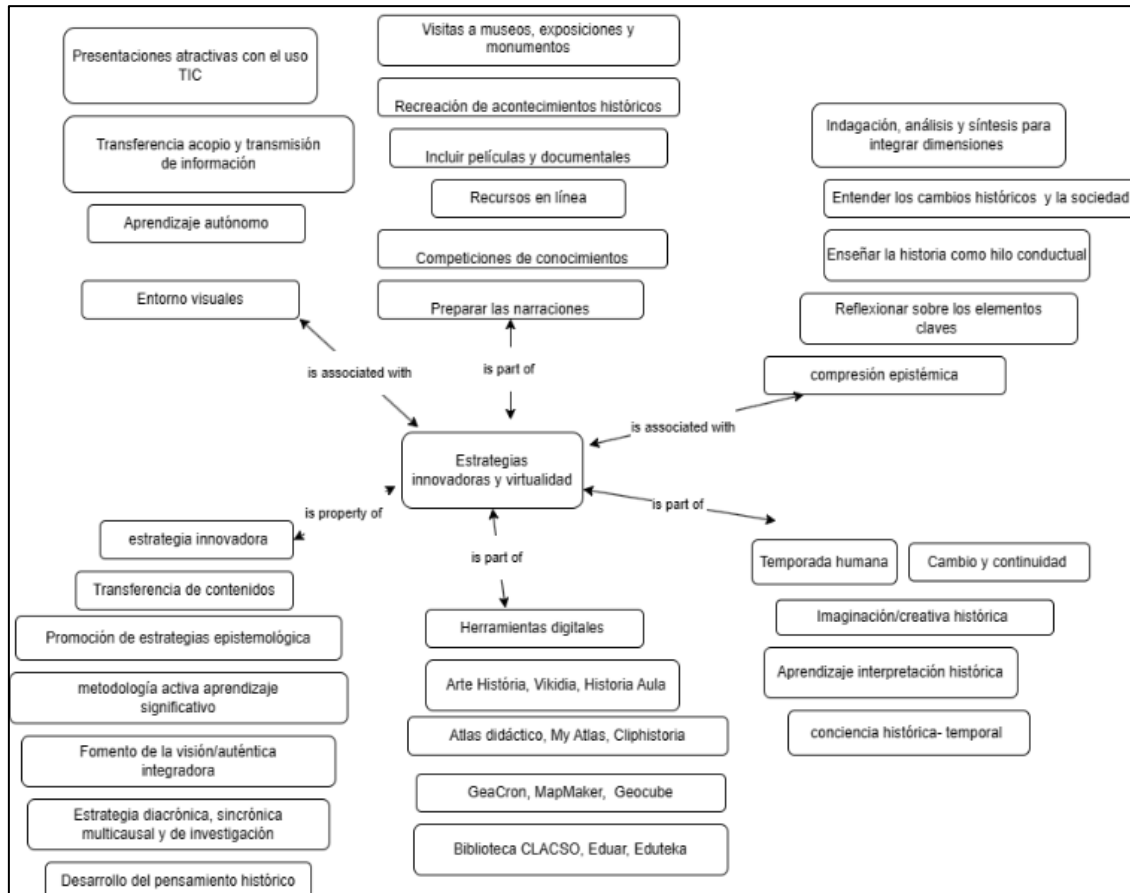 Presentaciones atractivas con el uso
TIC
Transferencia acopio y transmisión
de información
Aprendizaje autónomo
Entorno visuales
Visitas a museos, exposiciones y
monumentos
Recreación de acontecimientos históricos
Incluir películas y documentales
Recursos en línea
Competiciones de conocimientos
Preparar las narraciones
Indagación, análisis y síntesis para
integrar dimensiones
Entender los cambios históricos y la sociedad
Enseñar la historia como hilo conductual
Reflexionar sobre los elementos
claves
compresión epistémica
is associated with
is part of
is associated with
Estrategias
innovadoras y virtualidad
is property of
is part of
is part of
estrategia innovadora
Transferencia de contenidos
Promoción de estrategias epistemológica
metodología activa aprendizaje
significativo
Fomento de la visión/auténtica
integradora
Estrategia diacrónica, sincrónica
multicausal y de investigación
Desarrollo del pensamiento histórico
Herramientas digitales
Arte História, Vikidia, Historia Aula
Atlas didáctico, My Atlas, Cliphistoria
GeaCron, MapMaker, Geocube
Biblioteca CLACSO, Eduar, Eduteka
Temporada humana
Cambio y continuidad
Imaginación/creativa histórica
Aprendizaje interpretación histórica
conciencia histórica- temporal